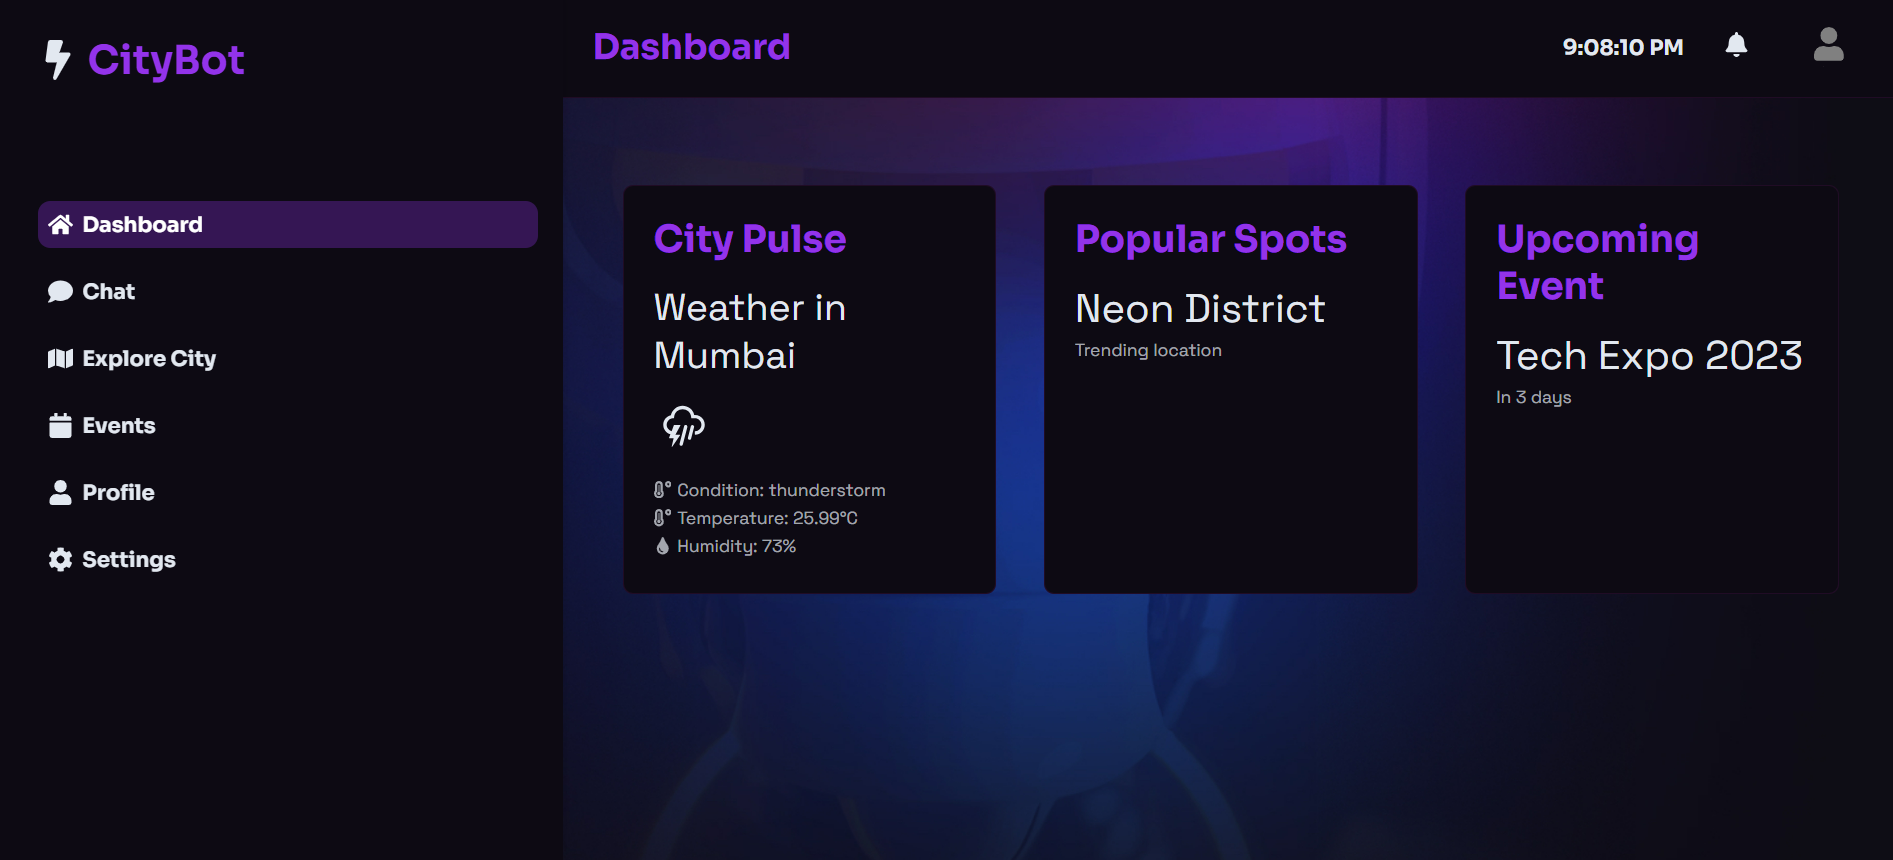 CityBot
Dashboard
Chat
Explore City
Events
Profile
Settings
Dashboard
9:08:10 PM
City Pulse
Weather in
Mumbai
Condition: thunderstorm
Temperature: 25.99°C
Humidity: 73%
Popular Spots
Neon District
Trending location
Upcoming
Event
Tech Expo 2023
In 3 days